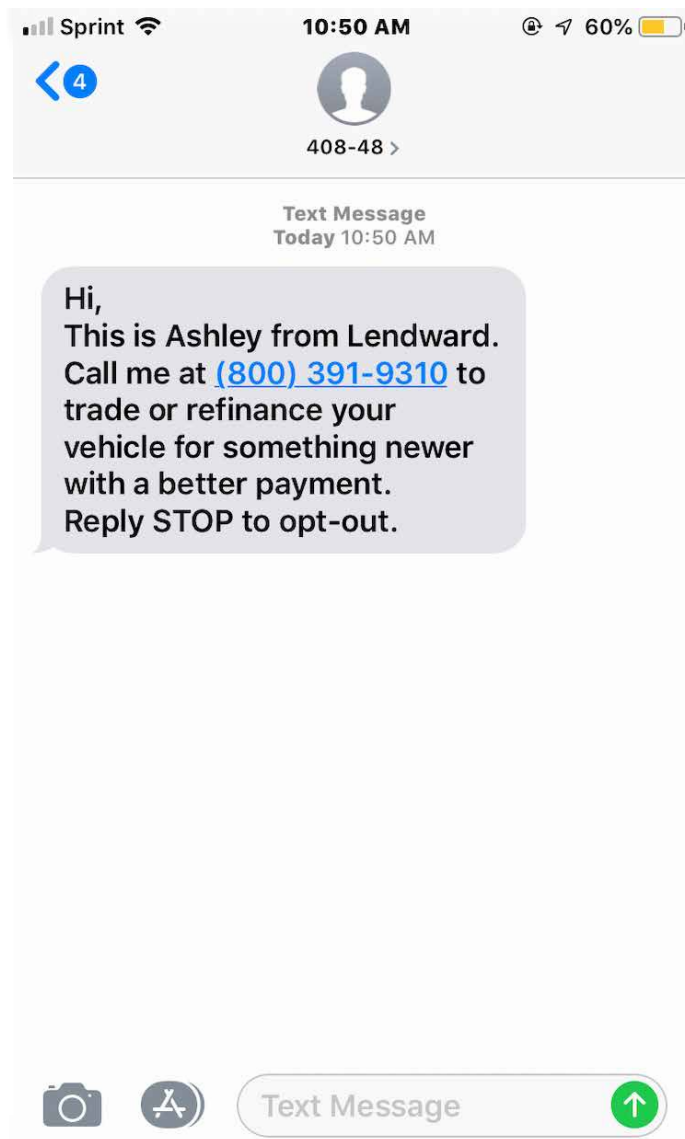 Sprint 10:50 AM 60%
4
408-48 >
Text Message
Today 10:50 AM
Hi,
This is Ashley from Lendward.
Call me at (800) 391-9310 to
trade or refinance your
vehicle for something newer
with a better payment.
Reply STOP to opt-out.
Text Message